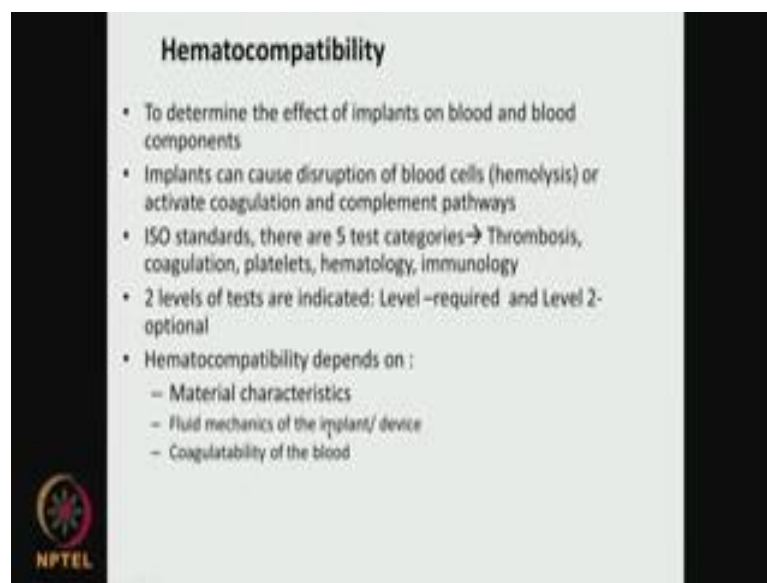 Hematocompatibility
• To determine the effect of implants on blood and blood
components
• Implants can cause disruption of blood cells (hemolysis) or
activate coagulation and complement pathways
• ISO standards, there are 5 test categories→ Thrombosis,
coagulation, platelets, hematology, immunology
• 2 levels of tests are indicated: Level –required and Level 2-
optional
• Hematocompatibility depends on :
– Material characteristics
– Fluid mechanics of the implant/ device
– Coagulatability of the blood
NPTEL